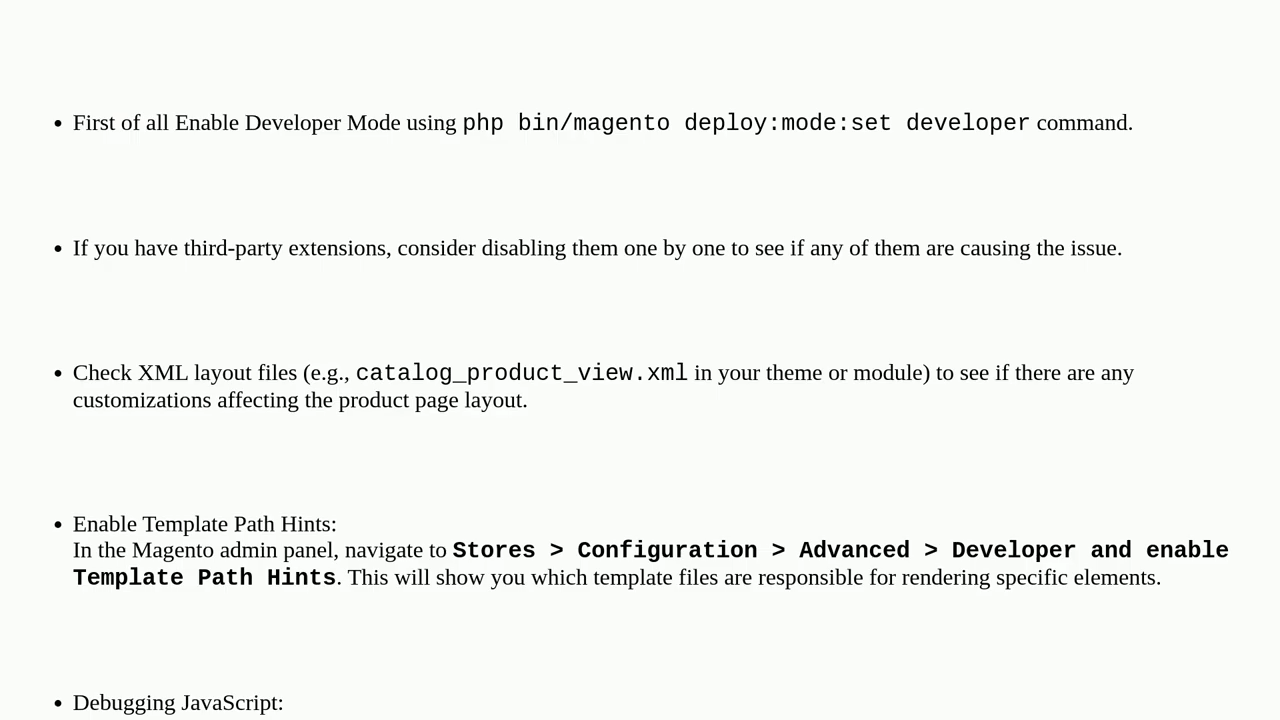 • First of all Enable Developer Mode using php bin/magento deploy:mode:set developer command.
• If you have third-party extensions, consider disabling them one by one to see if any of them are causing the issue.
• Check XML layout files (e.g., catalog_product_view.xml in your theme or module) to see if there are any
customizations affecting the product page layout.
• Enable Template Path Hints:
In the Magento admin panel, navigate to Stores > Configuration > Advanced > Developer and enable
Template Path Hints. This will show you which template files are responsible for rendering specific elements.
• Debugging JavaScript: